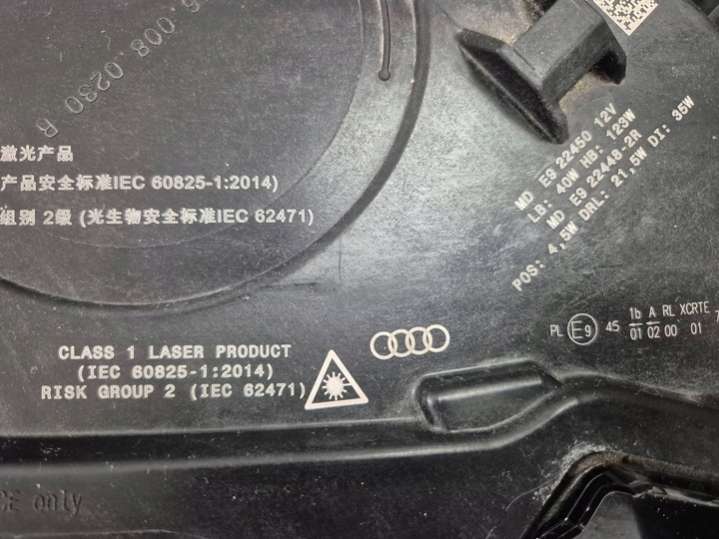 6.008.0230 R
激光产品
产品安全标准IEC 60825-1:2014)
组别 2级 (光生物安全标准IEC 62471)
MD E9 22450 12V
LB: 40W HB: 123W
MD E9 22448-2R
POS: 4,5W DRL: 21,5W DI: 35W
PL E9 45 1b A RL XCRTE 7
01 02 00 01
CLASS 1 LASER PRODUCT
(IEC 60825-1:2014)
RISK GROUP 2 (IEC 62471)
CE only